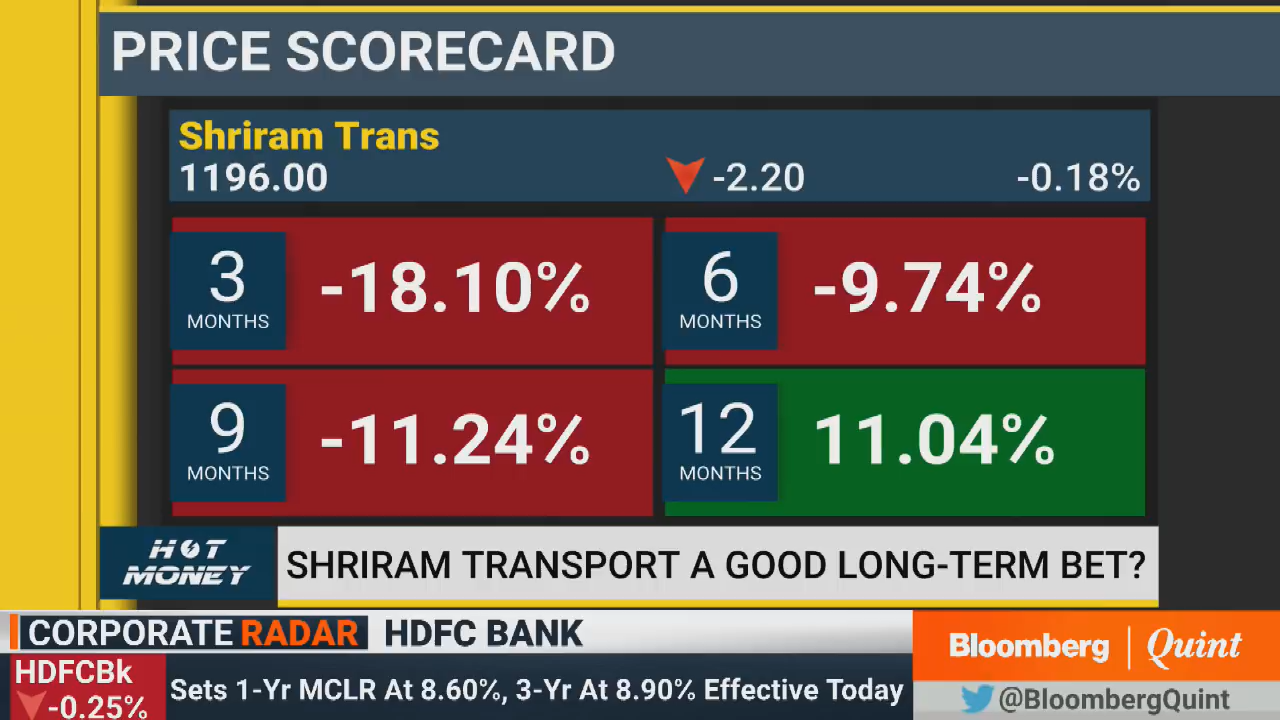 PRICE SCORECARD
Shriram Trans
1196.00 -2.20 -0.18%
3 MONTHS -18.10%
6 MONTHS -9.74%
9 MONTHS -11.24%
12 MONTHS 11.04%
HOT MONEY
SHRIRAM TRANSPORT A GOOD LONG-TERM BET?
CORPORATE RADAR HDFC BANK
HDFCBk
-0.25%
Sets 1-Yr MCLR At 8.60%, 3-Yr At 8.90% Effective Today
Bloomberg | Quint
@BloombergQuint